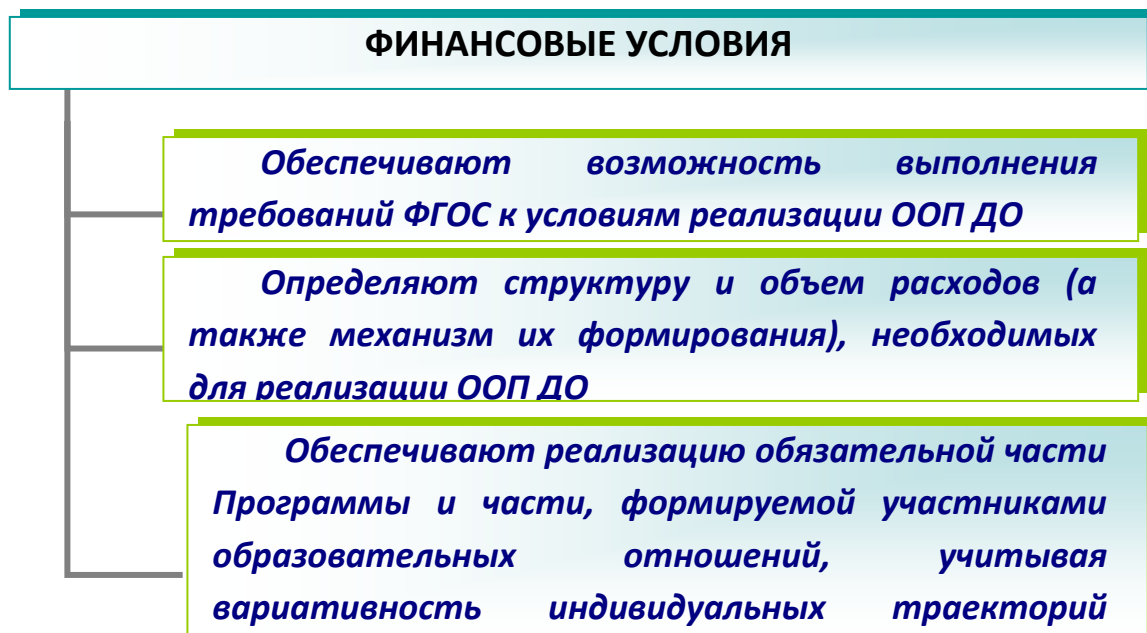 ФИНАНСОВЫЕ УСЛОВИЯ
Обеспечивают возможность выполнения
требований ФГОС к условиям реализации ООП ДО
Определяют структуру и объем расходов (а
также механизм их формирования), необходимых
для реализации ООП ДО
Обеспечивают реализацию обязательной части
Программы и части, формируемой участниками
образовательных отношений, учитывая
вариативность индивидуальных траекторий